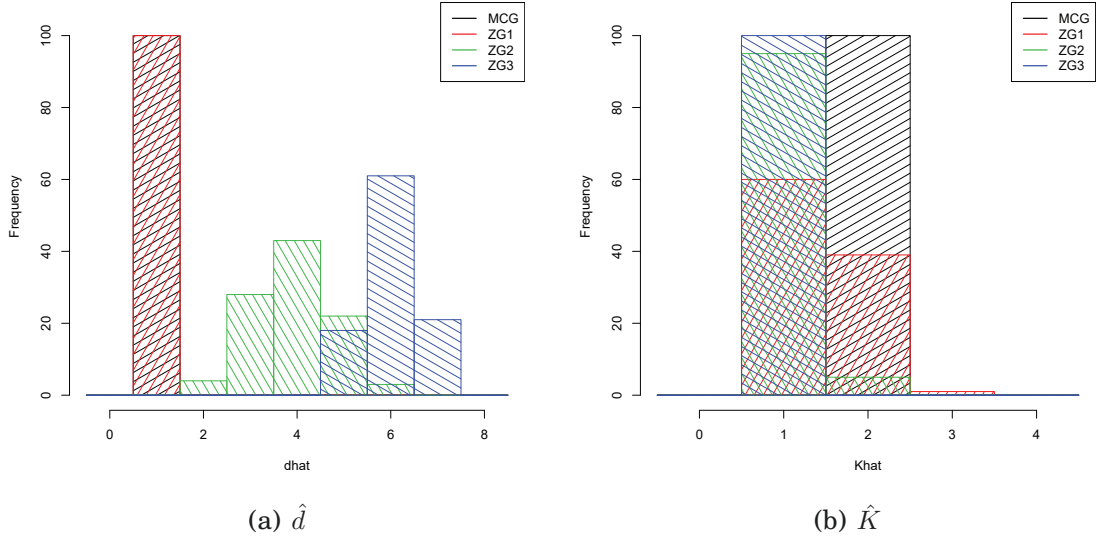 MCG
ZG1
ZG2
ZG3
Frequency
100
80
60
40
20
0
0 2 4 6 8
dhat
(a) d̂
MCG
ZG1
ZG2
ZG3
Frequency
100
80
60
40
20
0
0 1 2 3 4
Khat
(b) K̂